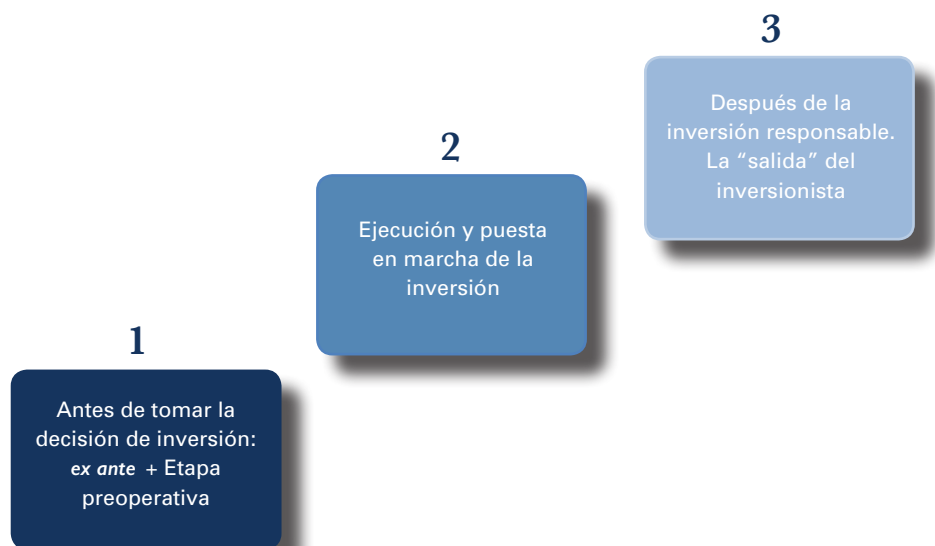 1
Antes de tomar la
decisión de inversión:
ex ante + Etapa
preoperativa
2
Ejecución y puesta
en marcha de la
inversión
3
Después de la
inversión responsable.
La “salida” del
inversionista